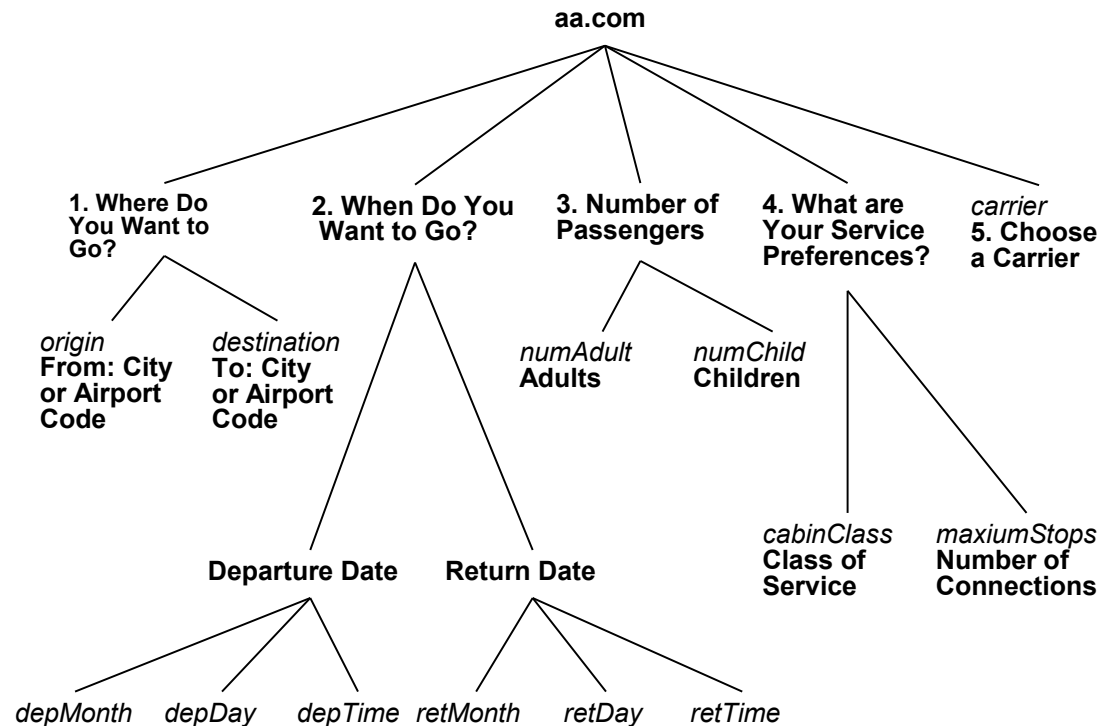 aa.com
1. Where Do
You Want to
Go?
2. When Do You
Want to Go?
3. Number of
Passengers
4. What are
Your Service
Preferences?
carrier
5. Choose
a Carrier
origin
From: City
or Airport
Code
destination
To: City
or Airport
Code
numAdult
Adults
numChild
Children
cabinClass
Class of
Service
maxiumStops
Number of
Connections
Departure Date
Return Date
depMonth
depDay
depTime
retMonth
retDay
retTime